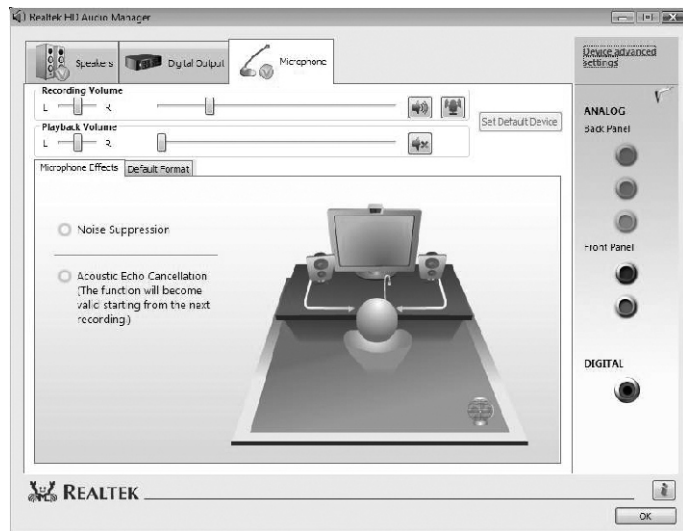 Realtek HD Audio Manager
Speakers
Digital Output
Microphone
Device advanced
settings
Recording Volume
L R
Set Default Device
Playback Volume
L R
Microphone Effects
Default Format
Noise Suppression
Acoustic Echo Cancellation
(The function will become
valid starting from the next
recording.)
ANALOG
Back Panel
Front Panel
DIGITAL
REALTEK
i
OK